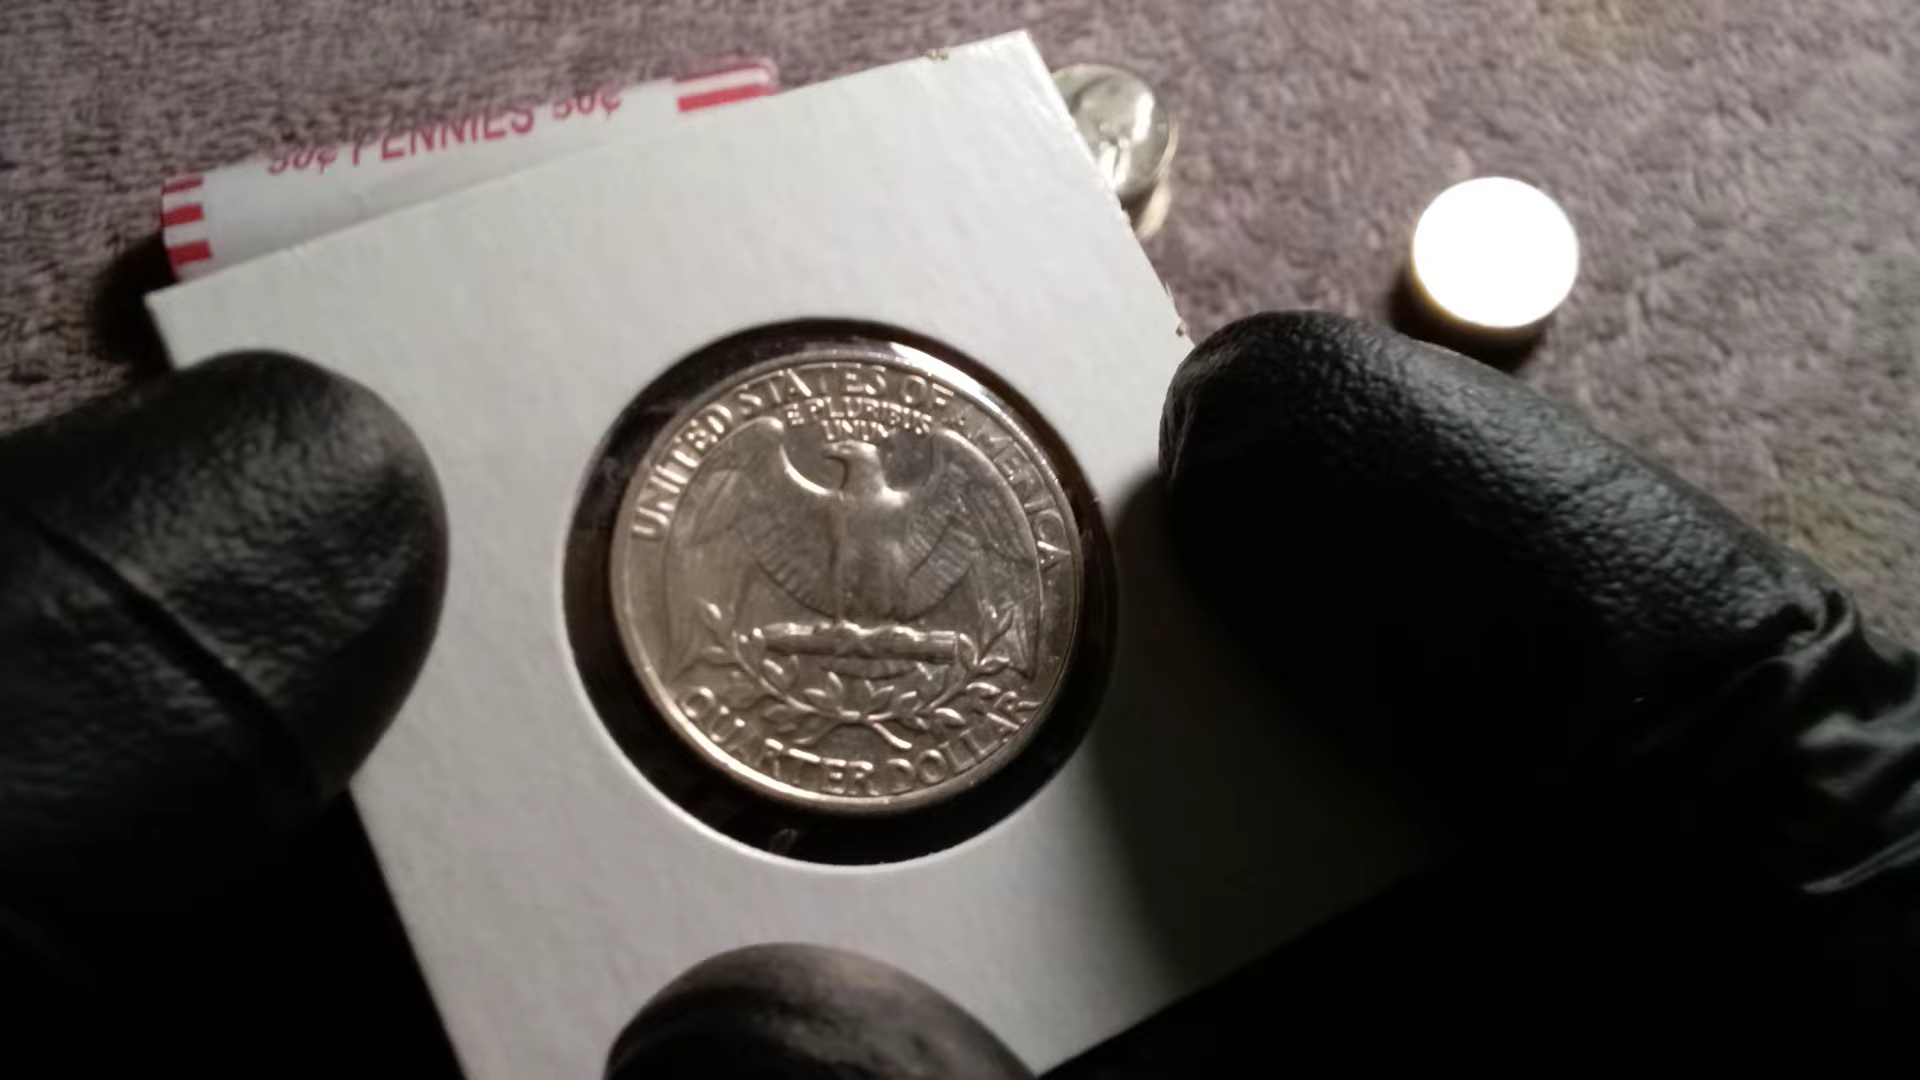 50¢ PENNIES 50¢
UNITED STATES OF AMERICA
E PLURIBUS
UNUM
QUARTER DOLLAR